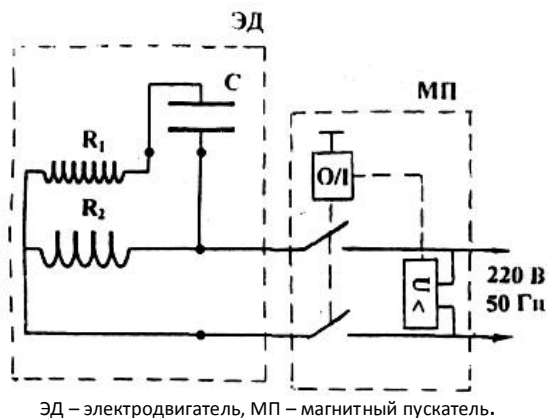 ЭД
C
МП
R₁
O/I
R₂
220 В
50 Гц
U <
ЭД – электродвигатель, МП – магнитный пускатель.